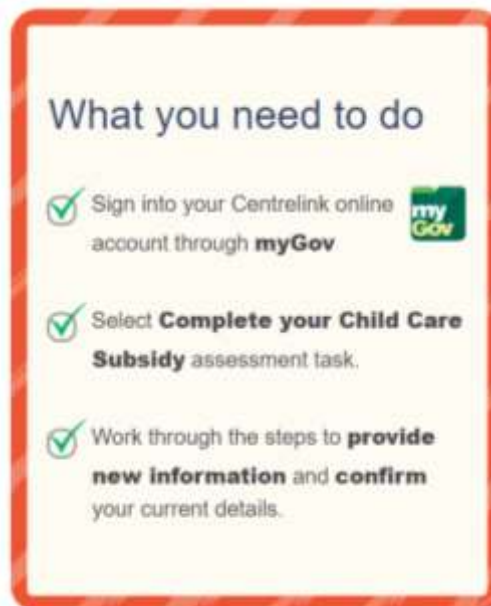 What you need to do
Sign into your Centrelink online
my
Gov
account through myGov
Select Complete your Child Care
Subsidy assessment task.
Work through the steps to provide
new information and confirm
your current details.